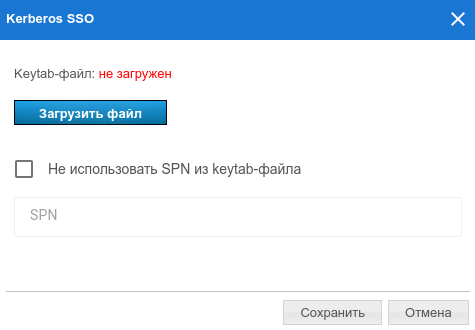 Kerberos SSO
Keytab-файл: не загружен
Загрузить файл
Не использовать SPN из keytab-файла
SPN
Сохранить
Отмена